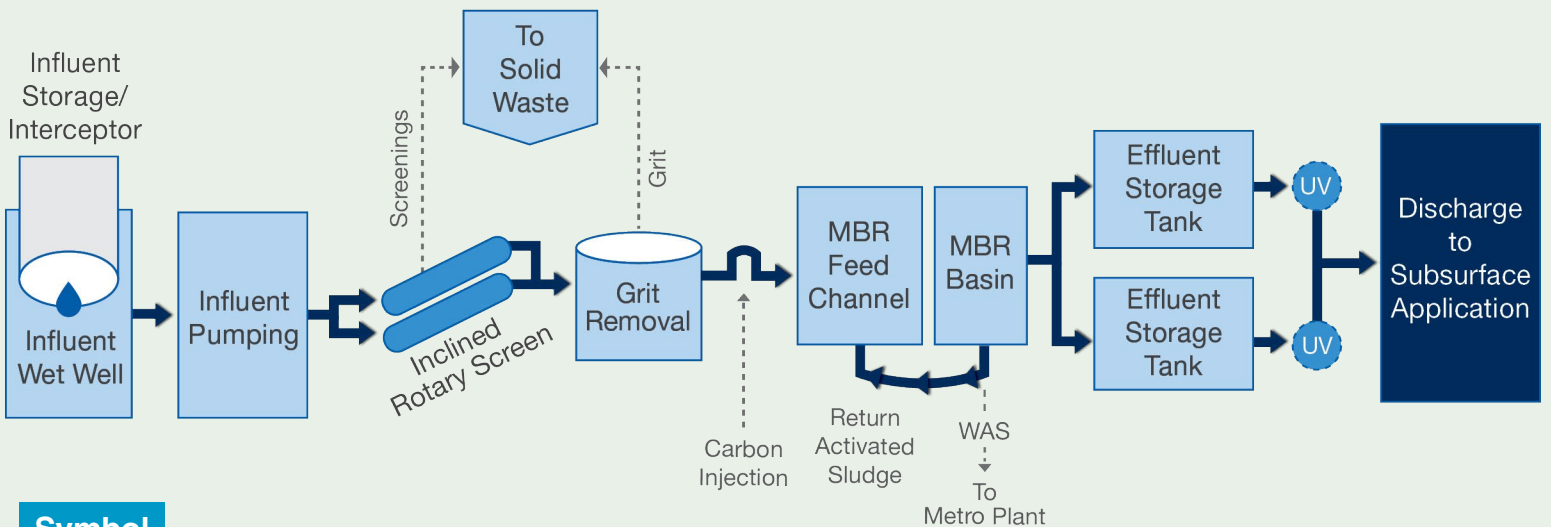 Influent
Storage/
Interceptor
Influent
Wet Well
Influent
Pumping
Screenings
To
Solid
Waste
Grit
Inclined
Rotary Screen
Grit
Removal
Carbon
Injection
MBR
Feed
Channel
MBR
Basin
Return
Activated
Sludge
WAS
To
Metro Plant
Effluent
Storage
Tank
UV
Effluent
Storage
Tank
UV
Discharge
to
Subsurface
Application
Symbol